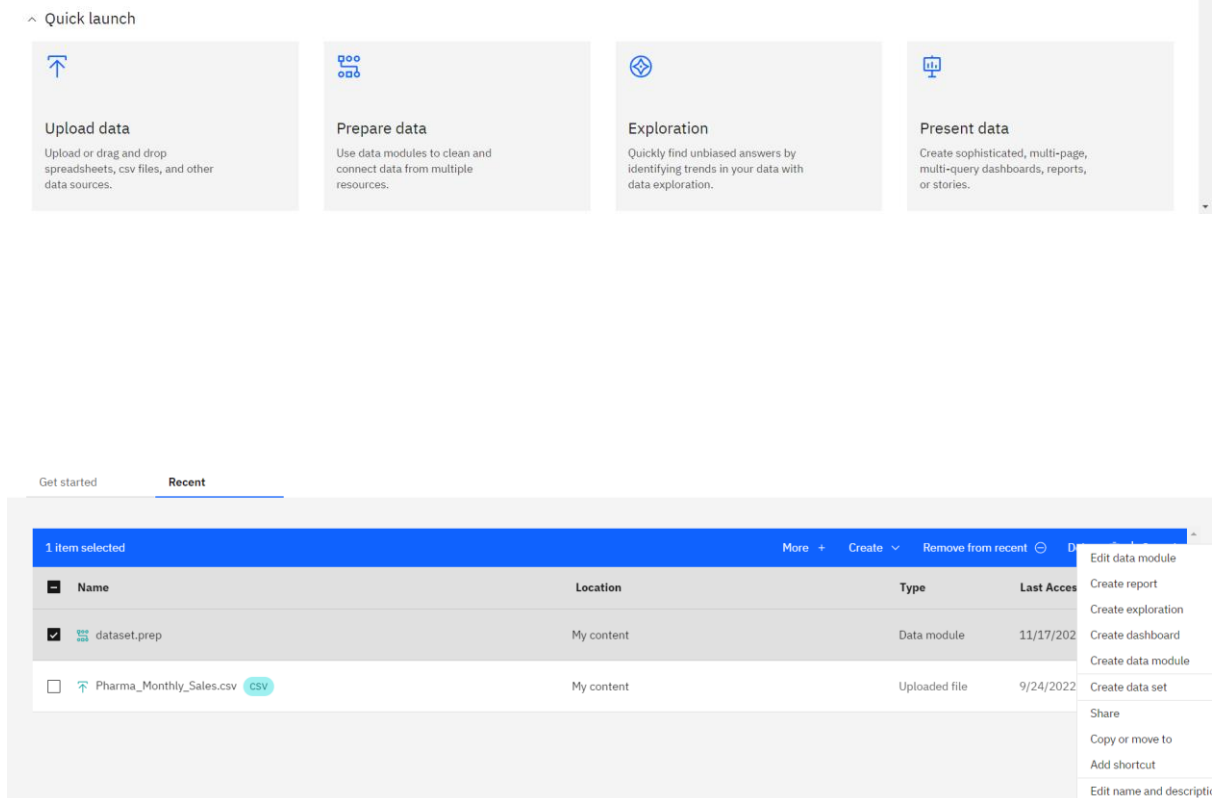 Quick launch
Upload data
Upload or drag and drop
spreadsheets, csv files, and other
data sources.
Prepare data
Use data modules to clean and
connect data from multiple
resources.
Exploration
Quickly find unbiased answers by
identifying trends in your data with
data exploration.
Present data
Create sophisticated, multi-page,
multi-query dashboards, reports,
or stories.
Get started Recent
1 item selected More + Create Remove from recent
Name Location Type Last Acces
dataset.prep My content Data module 11/17/202
Pharma_Monthly_Sales.csv CSV My content Uploaded file 9/24/2022
Edit data module
Create report
Create exploration
Create dashboard
Create data module
Create data set
Share
Copy or move to
Add shortcut
Edit name and descriptio